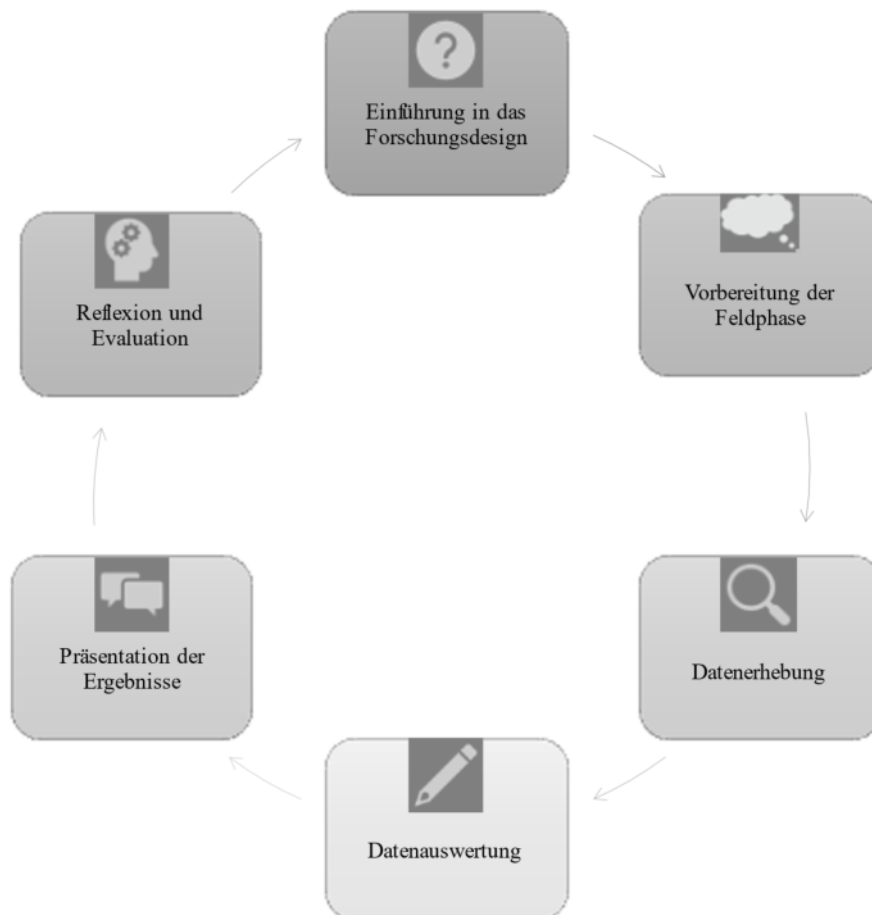 ?
Einführung in das
Forschungsdesign
Vorbereitung der
Feldphase
Datenerhebung
Datenauswertung
Präsentation der
Ergebnisse
Reflexion und
Evaluation